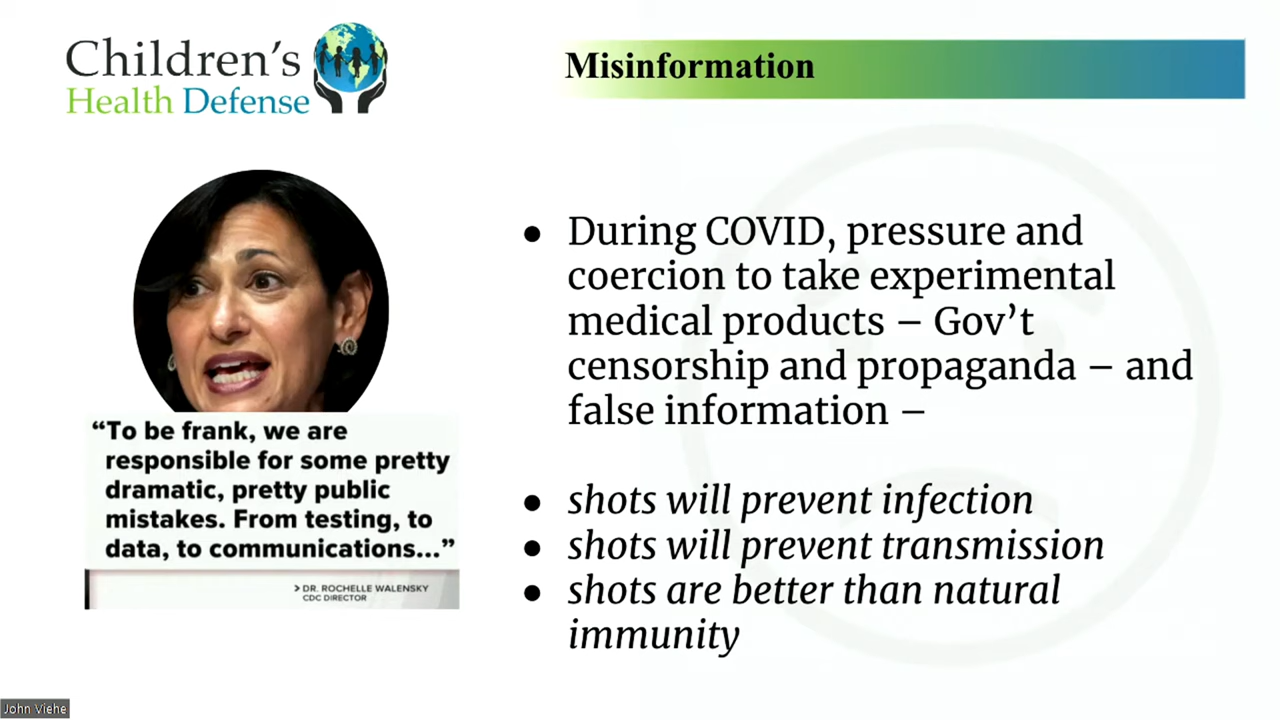 Children's
Health Defense
Misinformation
● During COVID, pressure and
coercion to take experimental
medical products – Gov't
censorship and propaganda – and
false information –
● shots will prevent infection
● shots will prevent transmission
● shots are better than natural
immunity
“To be frank, we are
responsible for some pretty
dramatic, pretty public
mistakes. From testing, to
data, to communications...”
> DR. ROCHELLE WALENSKY
CDC DIRECTOR
John Viehe